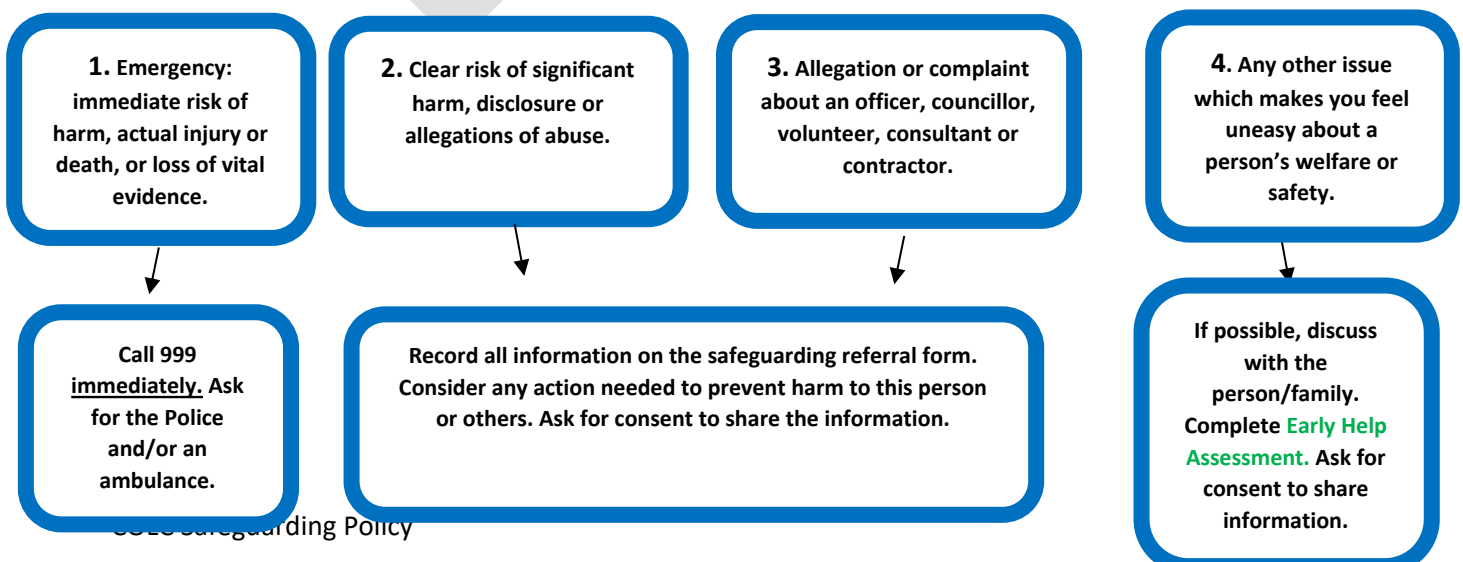 1. Emergency:
immediate risk of
harm, actual injury or
death, or loss of vital
evidence.
2. Clear risk of significant
harm, disclosure or
allegations of abuse.
3. Allegation or complaint
about an officer, councillor,
volunteer, consultant or
contractor.
4. Any other issue
which makes you feel
uneasy about a
person's welfare or
safety.
Call 999
immediately. Ask
for the Police
and/or an
ambulance.
Record all information on the safeguarding referral form.
Consider any action needed to prevent harm to this person
or others. Ask for consent to share the information.
If possible, discuss
with the
person/family.
Complete Early Help
Assessment. Ask for
consent to share
information.
Safeguarding Policy